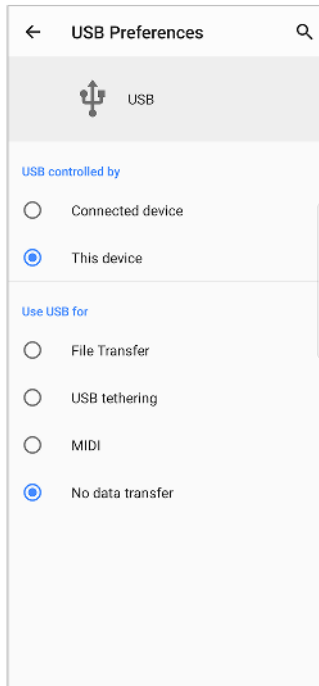 USB Preferences
USB
USB controlled by
Connected device
This device
Use USB for
File Transfer
USB tethering
MIDI
No data transfer